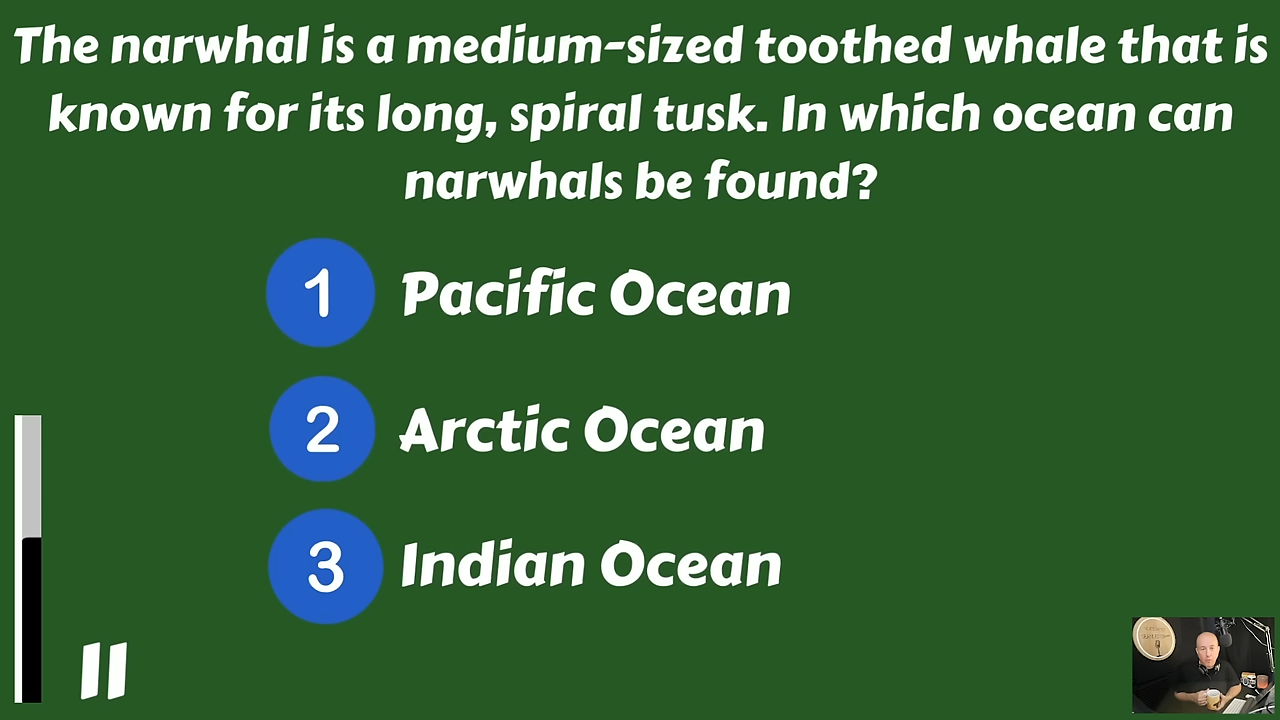 The narwhal is a medium-sized toothed whale that is
known for its long, spiral tusk. In which ocean can
narwhals be found?
1 Pacific Ocean
2 Arctic Ocean
3 Indian Ocean
11